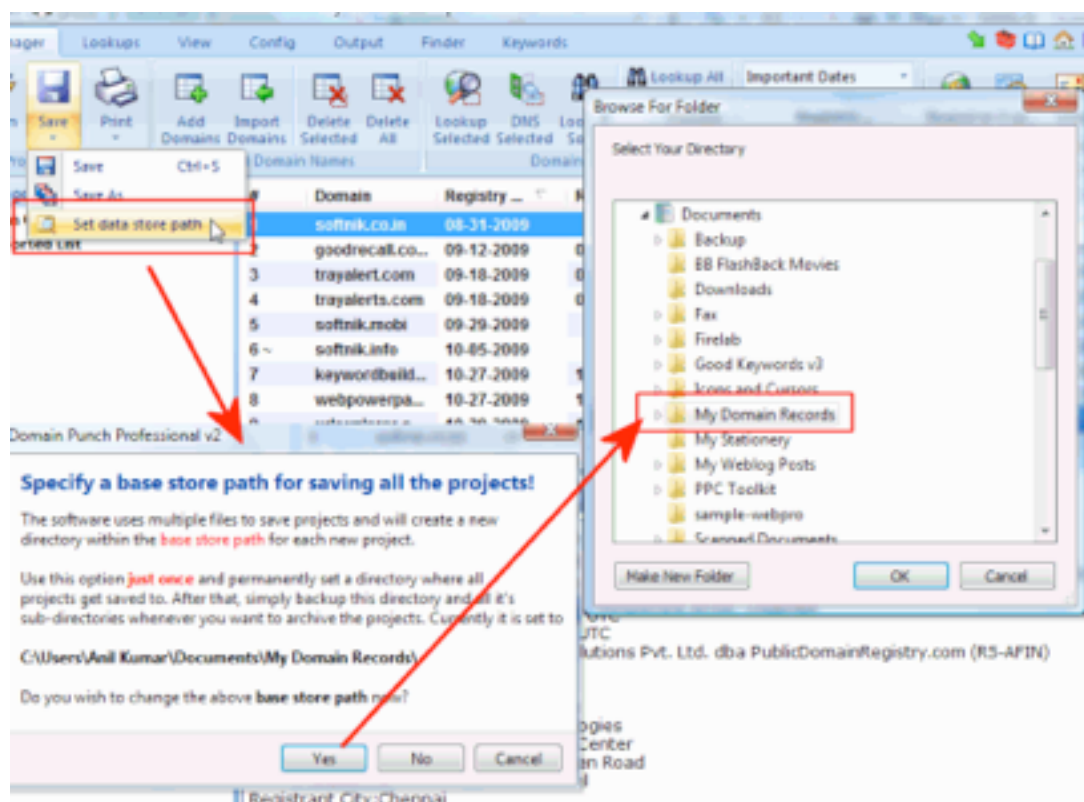 Lookups View Config Output Finder Keywords
Save Print Add Domains Import Domains Delete Selected Delete All Lookup Selected DNS Selected Lookup All Important Dates
Domain Names
Save Ctrl+S
Save As
Set data store path
# Domain Registry ...
softnik.co.in 08-31-2009
2 goodrecall.co... 09-12-2009
3 trayalert.com 09-18-2009
4 trayalerts.com 09-18-2009
5 softnik.mobi 09-29-2009
6 ~ softnik.info 10-05-2009
7 keywordbuild... 10-27-2009
8 webpowerpa... 10-27-2009
Browse For Folder
Select Your Directory
Documents
Backup
BB FlashBack Movies
Downloads
Fax
Firelab
Good Keywords v3
Icons and Cursors
My Domain Records
My Stationery
My Weblog Posts
PPC Toolkit
sample-webpro
Scanned Documents
Make New Folder OK Cancel
Domain Punch Professional v2
Specify a base store path for saving all the projects!
The software uses multiple files to save projects and will create a new
directory within the base store path for each new project.
Use this option just once and permanently set a directory where all
projects get saved to. After that, simply backup this directory and all it's
sub-directories whenever you want to archive the projects. Currently it is set to
C:\Users\Anil Kumar\Documents\My Domain Records\
Do you wish to change the above base store path now?
Yes No Cancel
UTC
lutions Pvt. Ltd. dba PublicDomainRegistry.com (R5-AFIN)
ogies
Center
en Road
Registrant City:Chennai